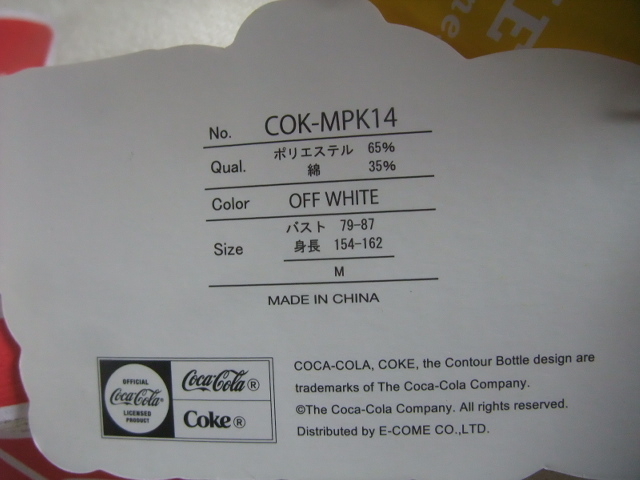 No. COK-MPK14
Qual. ポリエステル 65%
綿 35%
Color OFF WHITE
Size バスト 79-87
身長 154-162
M
MADE IN CHINA
OFFICIAL
Coca-Cola®
LICENSED
PRODUCT
Coca-Cola®
Coke®
COCA-COLA, COKE, the Contour Bottle design are
trademarks of The Coca-Cola Company.
©The Coca-Cola Company. All rights reserved.
Distributed by E-COME CO.,LTD.